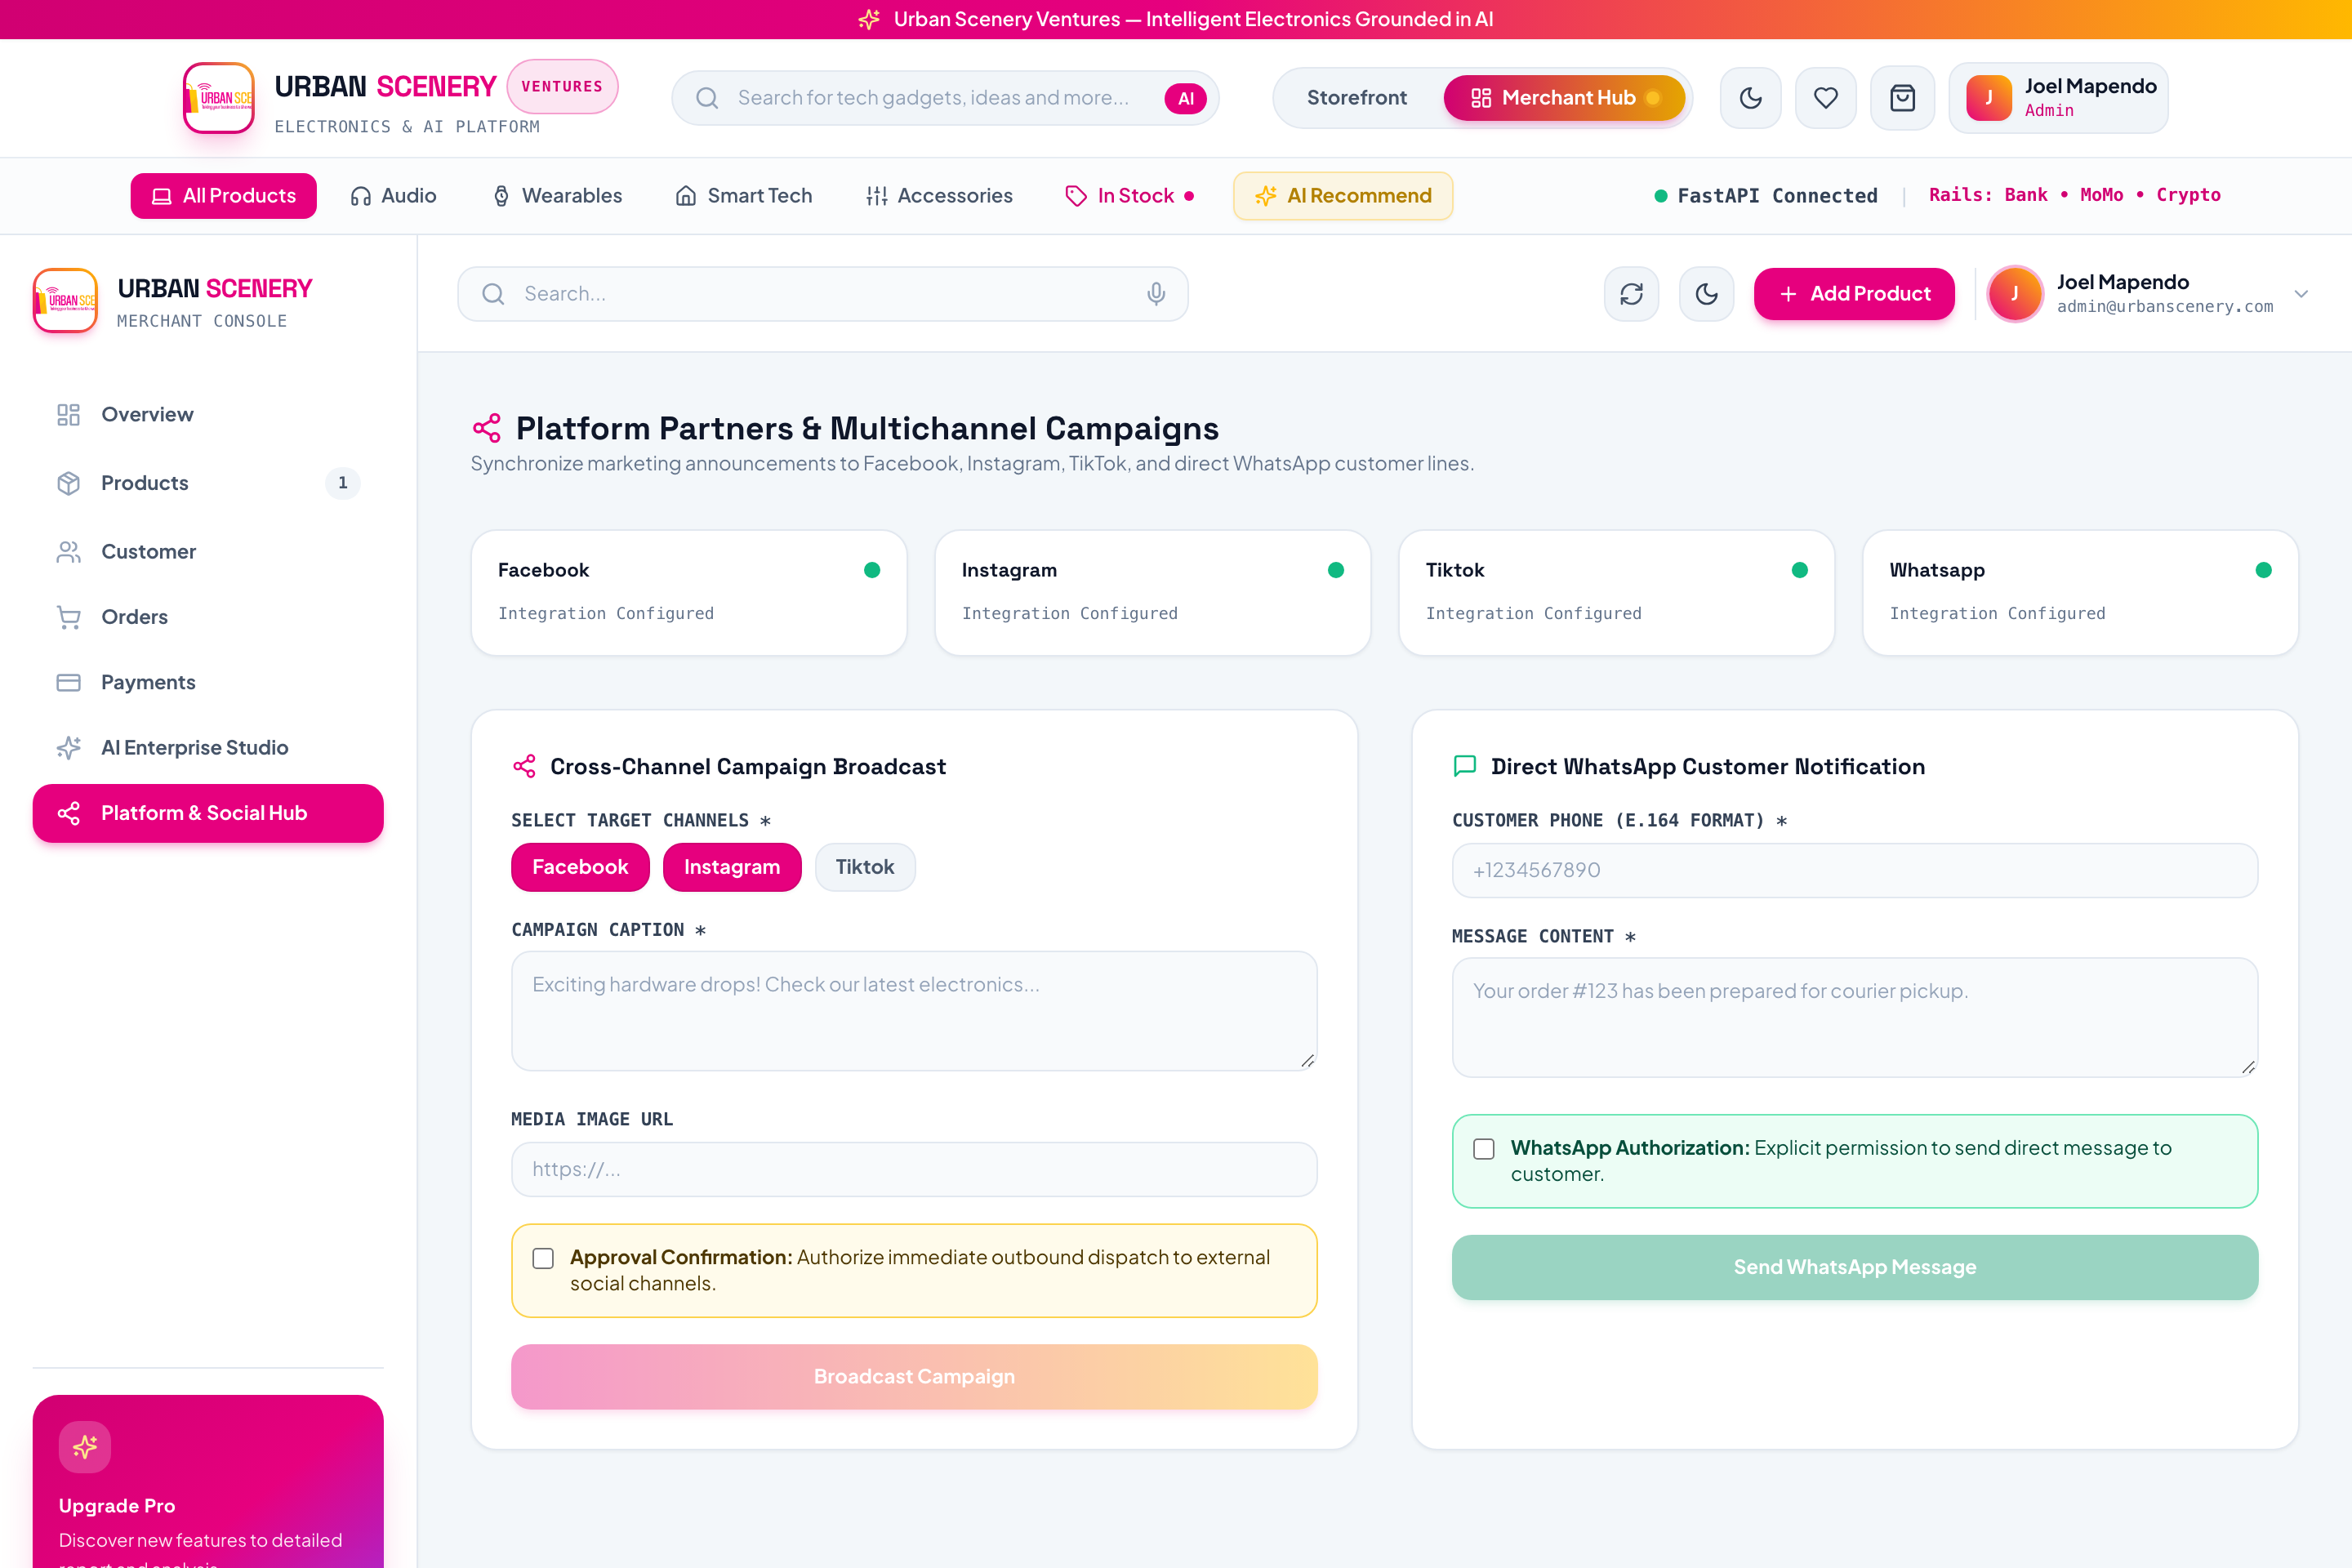 Urban Scenery Ventures — Intelligent Electronics Grounded in AI
URBAN SCENERY VENTURES
ELECTRONICS & AI PLATFORM
Search for tech gadgets, ideas and more...
AI
Storefront
Merchant Hub
J
Joel Mapendo
Admin
All Products
Audio
Wearables
Smart Tech
Accessories
In Stock
AI Recommend
FastAPI Connected
Rails: Bank • MoMo • Crypto
URBAN SCENERY
MERCHANT CONSOLE
Search...
Add Product
J
Joel Mapendo
admin@urbanscenery.com
Overview
Products
1
Customer
Orders
Payments
AI Enterprise Studio
Platform & Social Hub
Upgrade Pro
Discover new features to detailed
Platform Partners & Multichannel Campaigns
Synchronize marketing announcements to Facebook, Instagram, TikTok, and direct WhatsApp customer lines.
Facebook
Integration Configured
Instagram
Integration Configured
Tiktok
Integration Configured
Whatsapp
Integration Configured
Cross-Channel Campaign Broadcast
SELECT TARGET CHANNELS *
Facebook
Instagram
Tiktok
CAMPAIGN CAPTION *
Exciting hardware drops! Check our latest electronics...
MEDIA IMAGE URL
https://...
Approval Confirmation: Authorize immediate outbound dispatch to external
social channels.
Broadcast Campaign
Direct WhatsApp Customer Notification
CUSTOMER PHONE (E.164 FORMAT) *
+1234567890
MESSAGE CONTENT *
Your order #123 has been prepared for courier pickup.
WhatsApp Authorization: Explicit permission to send direct message to
customer.
Send WhatsApp Message